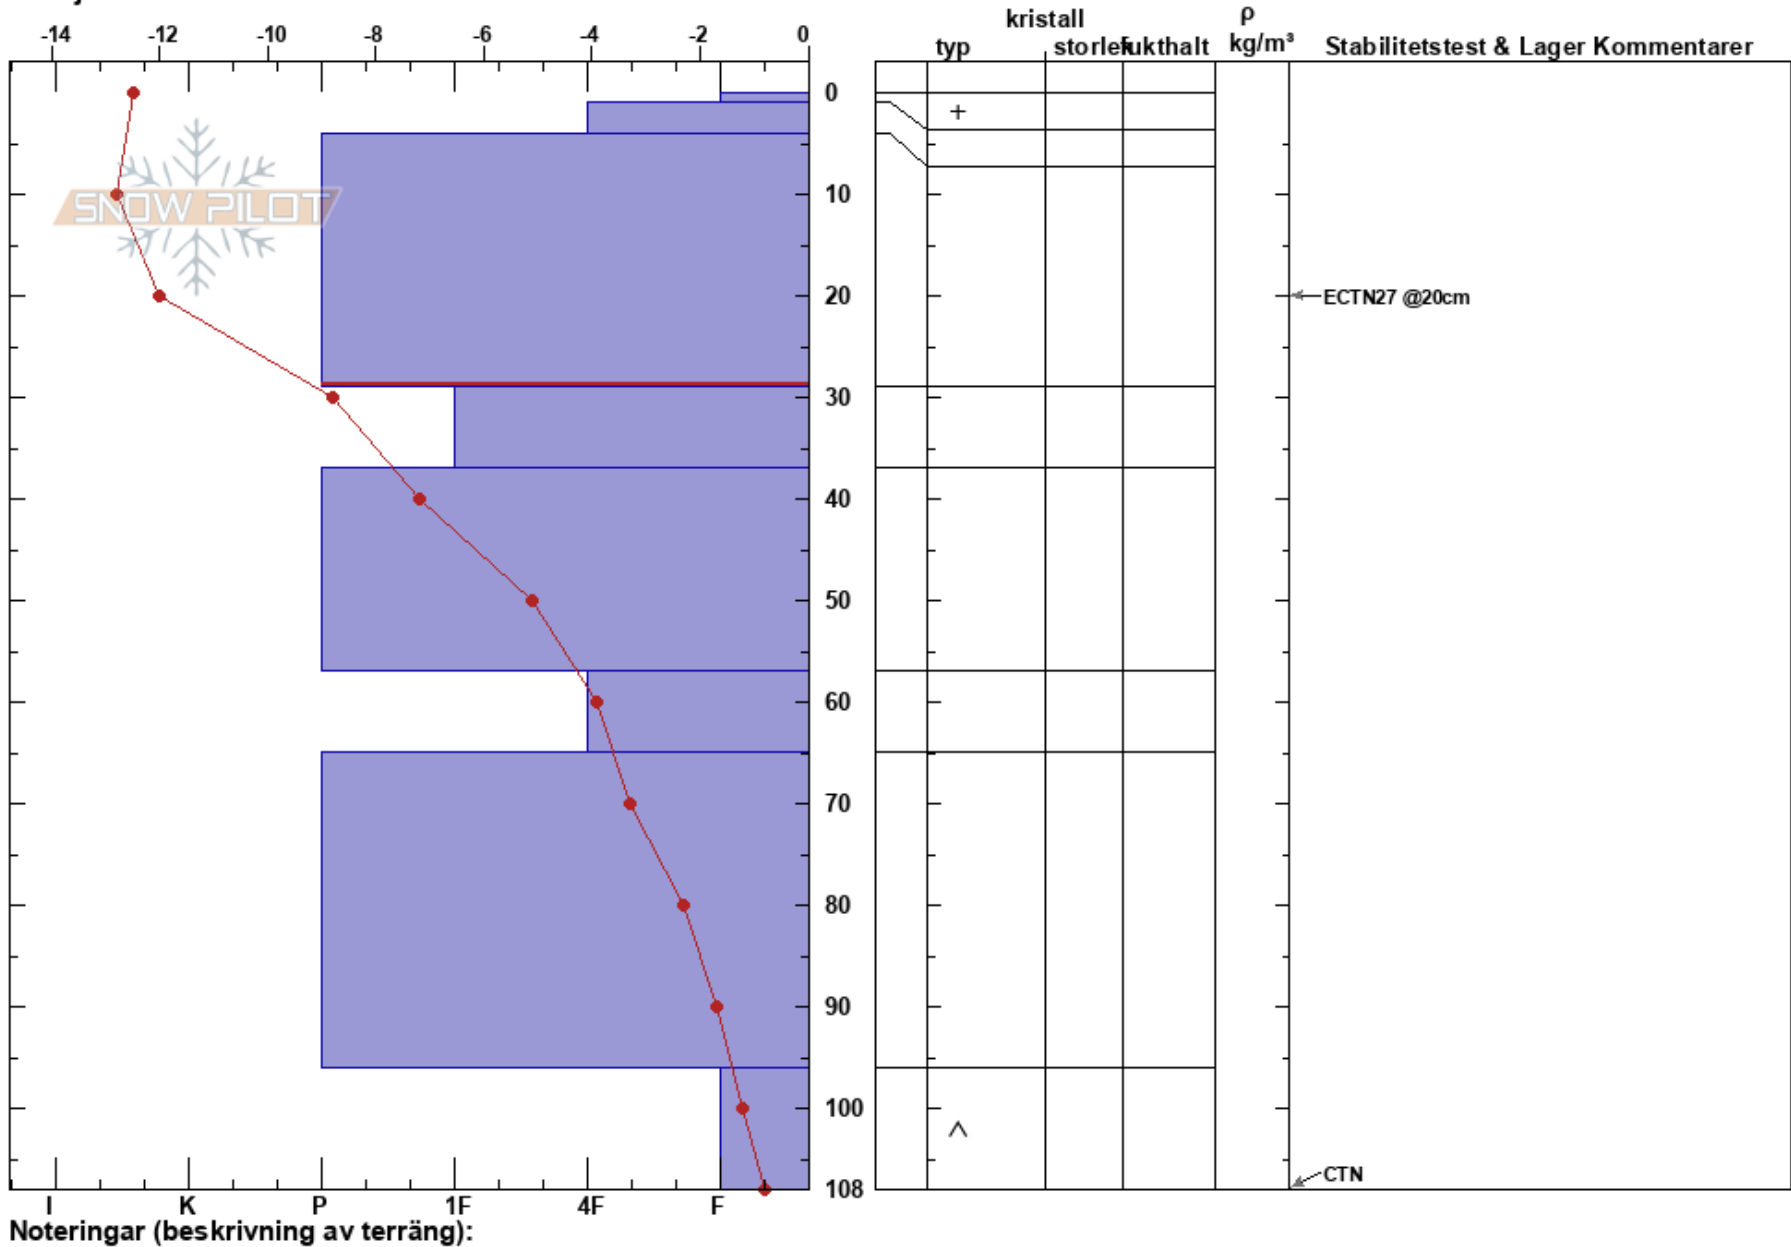 kristall ρ
-14 -12 -10 -8 -6 -4 -2 0 typ storlek fukthalt kg/m³ Stabilitetstest & Lager Kommentarer
0
+
SNOW PILOT 10
20 ECTN27 @20cm
30
40
50
60
70
80
90
100
^
108 CTN
I K P 1F 4F F
Noteringar (beskrivning av terräng):